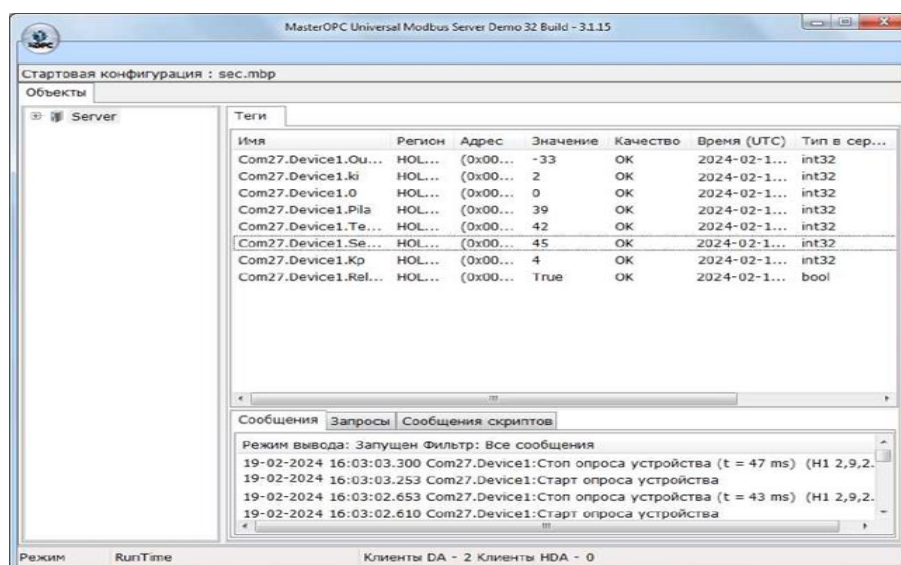 MasterOPC Universal Modbus Server Demo 32 Build - 3.1.15
Стартовая конфигурация : sec.mbp
Объекты
Server
Теги
Имя Регион Адрес Значение Качество Время (UTC) Тип в сер...
Com27.Device1.Ou... HOL... (0x00... -33 OK 2024-02-1... int32
Com27.Device1.ki HOL... (0x00... 2 OK 2024-02-1... int32
Com27.Device1.0 HOL... (0x00... 0 OK 2024-02-1... int32
Com27.Device1.Pila HOL... (0x00... 39 OK 2024-02-1... int32
Com27.Device1.Te... HOL... (0x00... 42 OK 2024-02-1... int32
Com27.Device1.Se... HOL... (0x00... 45 OK 2024-02-1... int32
Com27.Device1.Kp HOL... (0x00... 4 OK 2024-02-1... int32
Com27.Device1.Rel... HOL... (0x00... True OK 2024-02-1... bool
Сообщения Запросы Сообщения скриптов
Режим вывода: Запущен Фильтр: Все сообщения
19-02-2024 16:03:03.300 Com27.Device1:Стоп опроса устройства (t = 47 ms) (H1 2,9,2.
19-02-2024 16:03:03.253 Com27.Device1:Старт опроса устройства
19-02-2024 16:03:02.653 Com27.Device1:Стоп опроса устройства (t = 43 ms) (H1 2,9,2.
19-02-2024 16:03:02.610 Com27.Device1:Старт опроса устройства
Режим RunTime Клиенты DA - 2 Клиенты HDA - 0